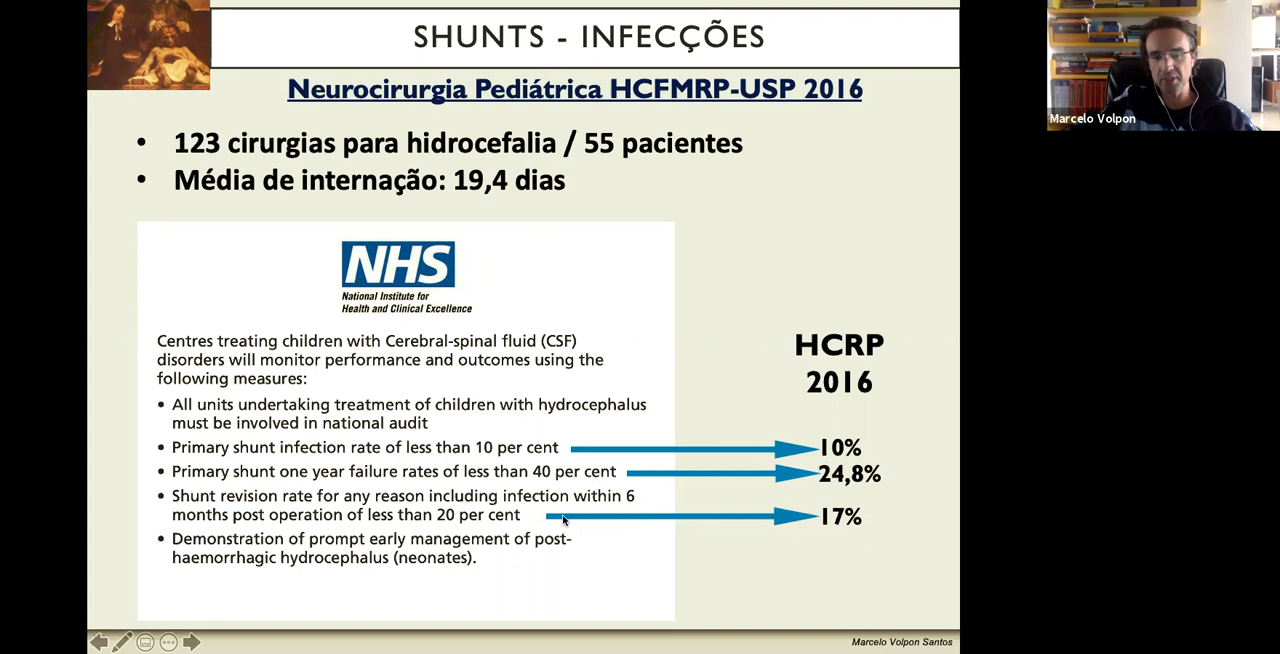 SHUNTS - INFECÇÕES
Neurocirurgia Pediátrica HCFMRP-USP 2016
• 123 cirurgias para hidrocefalia / 55 pacientes
• Média de internação: 19,4 dias
NHS
National Institute for
Health and Clinical Excellence
Centres treating children with Cerebral-spinal fluid (CSF)
disorders will monitor performance and outcomes using the
following measures:
• All units undertaking treatment of children with hydrocephalus
must be involved in national audit
• Primary shunt infection rate of less than 10 per cent
• Primary shunt one year failure rates of less than 40 per cent
• Shunt revision rate for any reason including infection within 6
months post operation of less than 20 per cent
• Demonstration of prompt early management of post-
haemorrhagic hydrocephalus (neonates).
HCRP
2016
10%
24,8%
17%
Marcelo Volpon Santos
Marcelo Volpon